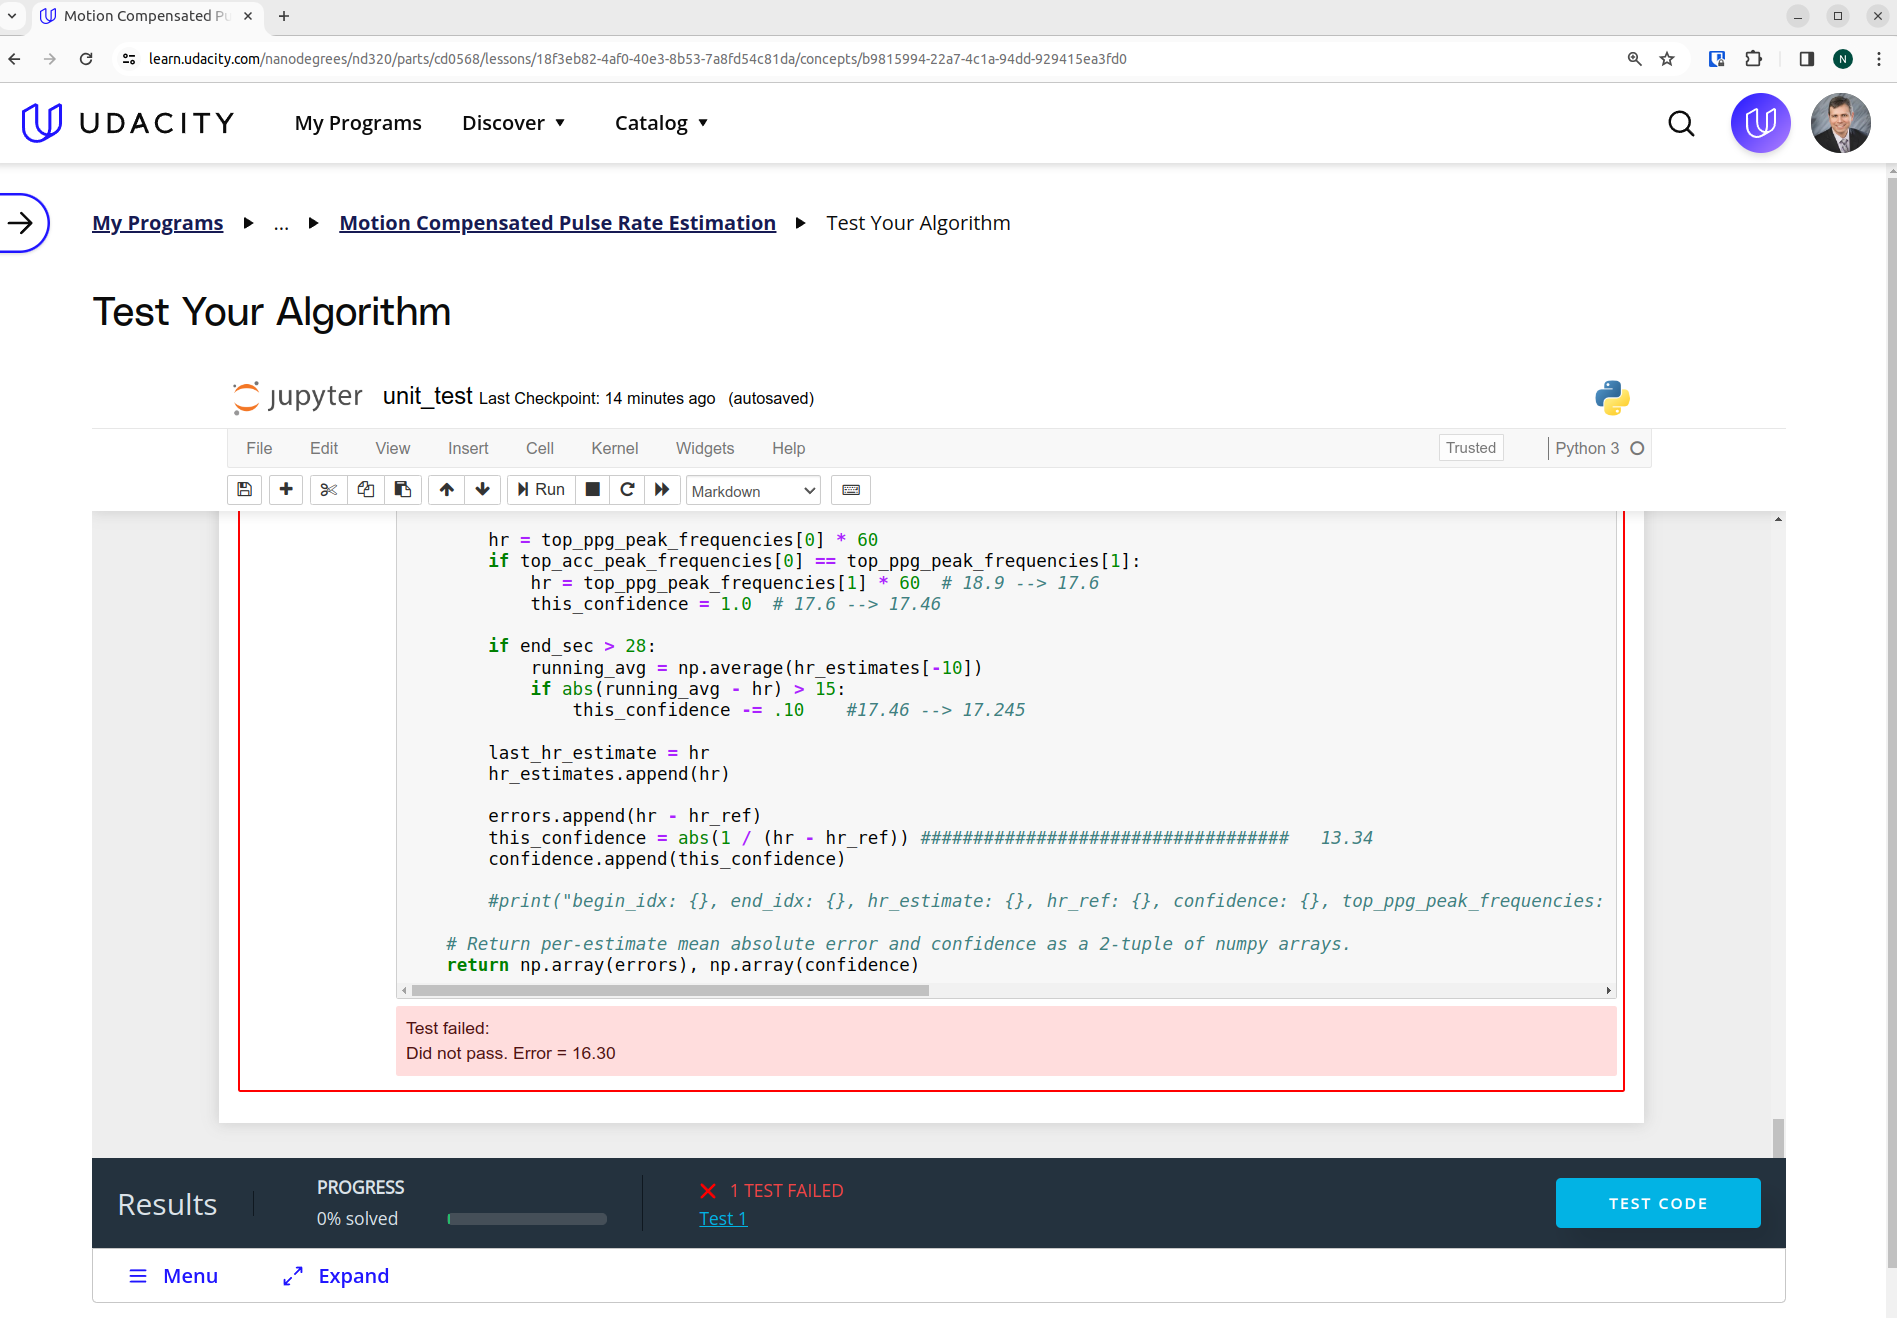 Motion Compensated Pu
learn.udacity.com/nanodegrees/nd320/parts/cd0568/lessons/18f3eb82-4af0-40e3-8b53-7a8fd54c81da/concepts/b9815994-22a7-4c1a-94dd-929415ea3fd0
N
UDACITY
My Programs
Discover
Catalog
My Programs
...
Motion Compensated Pulse Rate Estimation
Test Your Algorithm
Test Your Algorithm
jupyter unit_test Last Checkpoint: 14 minutes ago (autosaved)
File Edit View Insert Cell Kernel Widgets Help
Trusted
Python 3
Run
Markdown
hr = top_ppg_peak_frequencies[0] * 60
if top_acc_peak_frequencies[0] == top_ppg_peak_frequencies[1]:
hr = top_ppg_peak_frequencies[1] * 60  # 18.9 --> 17.6
this_confidence = 1.0  # 17.6 --> 17.46
if end_sec > 28:
running_avg = np.average(hr_estimates[-10])
if abs(running_avg - hr) > 15:
this_confidence -= .10    #17.46 --> 17.245
last_hr_estimate = hr
hr_estimates.append(hr)
errors.append(hr - hr_ref)
this_confidence = abs(1 / (hr - hr_ref)) ###################################   13.34
confidence.append(this_confidence)
#print("begin_idx: {}, end_idx: {}, hr_estimate: {}, hr_ref: {}, confidence: {}, top_ppg_peak_frequencies:
# Return per-estimate mean absolute error and confidence as a 2-tuple of numpy arrays.
return np.array(errors), np.array(confidence)
Test failed:
Did not pass. Error = 16.30
Results
PROGRESS
0% solved
1 TEST FAILED
Test 1
TEST CODE
Menu
Expand